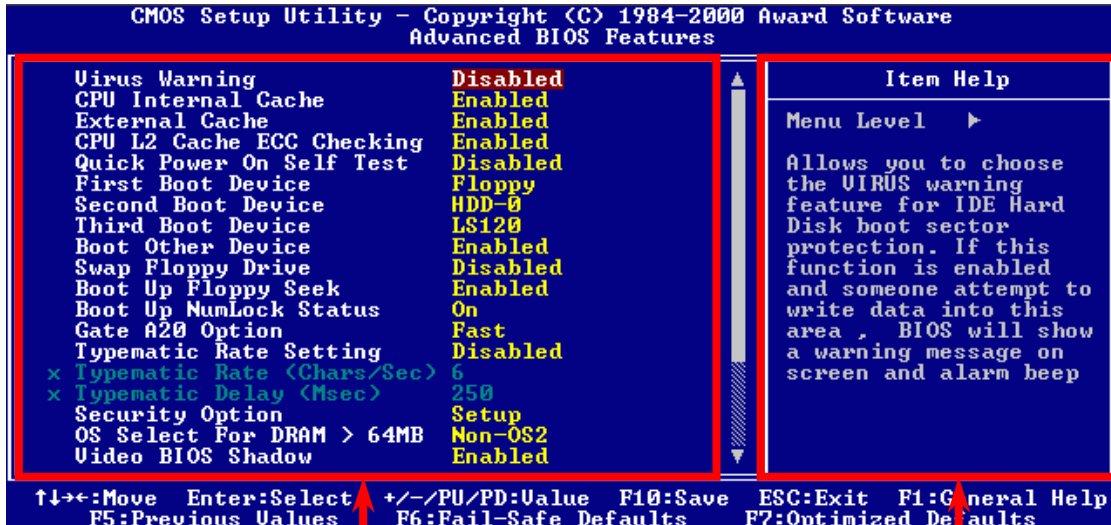 CMOS Setup Utility - Copyright (C) 1984-2000 Award Software
Advanced BIOS Features
Virus Warning Disabled
CPU Internal Cache Enabled
External Cache Enabled
CPU L2 Cache ECC Checking Enabled
Quick Power On Self Test Disabled
First Boot Device Floppy
Second Boot Device HDD-0
Third Boot Device LS120
Boot Other Device Enabled
Swap Floppy Drive Disabled
Boot Up Floppy Seek Enabled
Boot Up NumLock Status On
Gate A20 Option Fast
Typematic Rate Setting Disabled
x Typematic Rate (Chars/Sec) 6
x Typematic Delay (Msec) 250
Security Option Setup
OS Select For DRAM > 64MB Non-OS2
Video BIOS Shadow Enabled
Item Help
Menu Level ▶
Allows you to choose
the VIRUS warning
feature for IDE Hard
Disk boot sector
protection. If this
function is enabled
and someone attempt to
write data into this
area , BIOS will show
a warning message on
screen and alarm beep
↑↓→←:Move Enter:Select +/-/PU/PD:Value F10:Save ESC:Exit F1:General Help
F5:Previous Values F6:Fail-Safe Defaults F7:Optimized Defaults